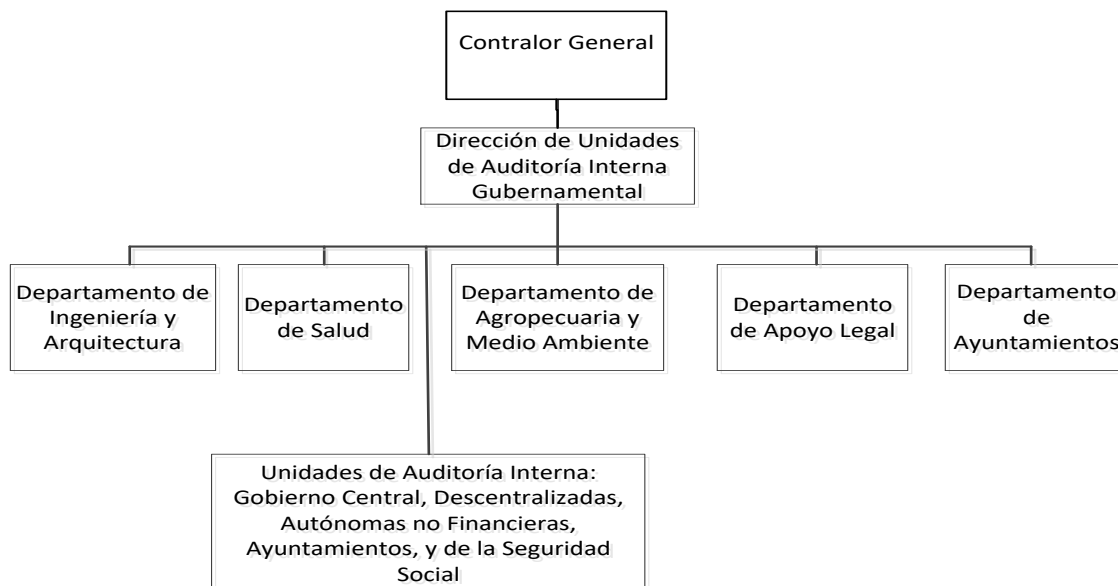 Contralor General
Dirección de Unidades
de Auditoría Interna
Gubernamental
Departamento de
Ingeniería y
Arquitectura
Departamento
de Salud
Departamento de
Agropecuaria y
Medio Ambiente
Departamento
de Apoyo Legal
Departamento
de
Ayuntamientos
Unidades de Auditoría Interna:
Gobierno Central, Descentralizadas,
Autónomas no Financieras,
Ayuntamientos, y de la Seguridad
Social